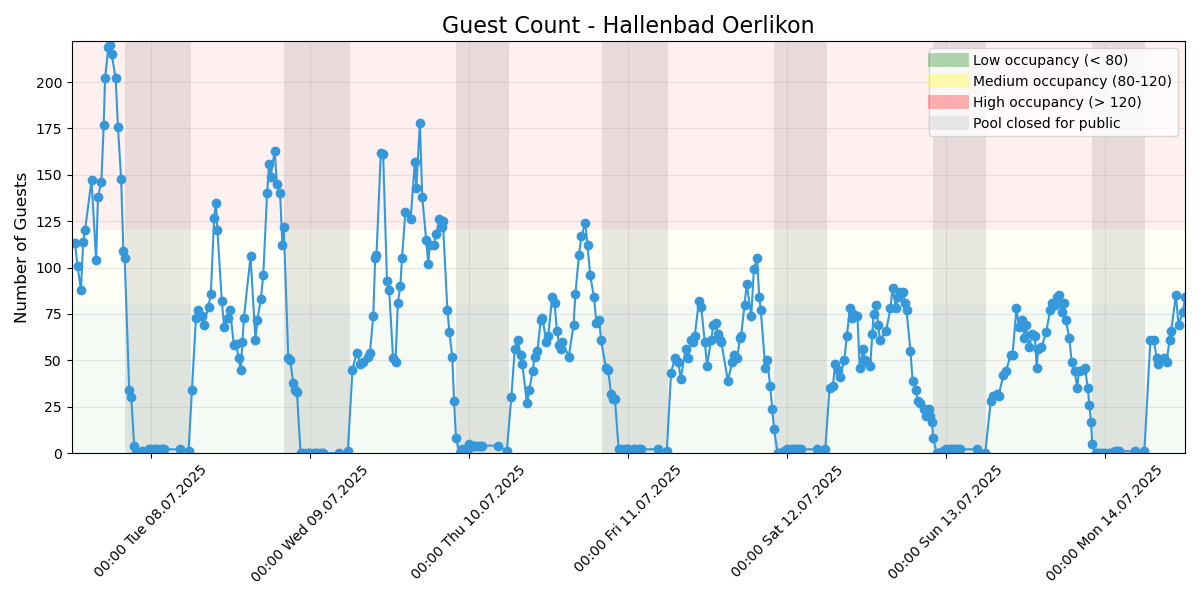 Guest Count - Hallenbad Oerlikon
Number of Guests
200
175
150
125
100
75
50
25
0
Low occupancy (< 80)
Medium occupancy (80-120)
High occupancy (> 120)
Pool closed for public
00:00 Tue 08.07.2025
00:00 Wed 09.07.2025
00:00 Thu 10.07.2025
00:00 Fri 11.07.2025
00:00 Sat 12.07.2025
00:00 Sun 13.07.2025
00:00 Mon 14.07.2025